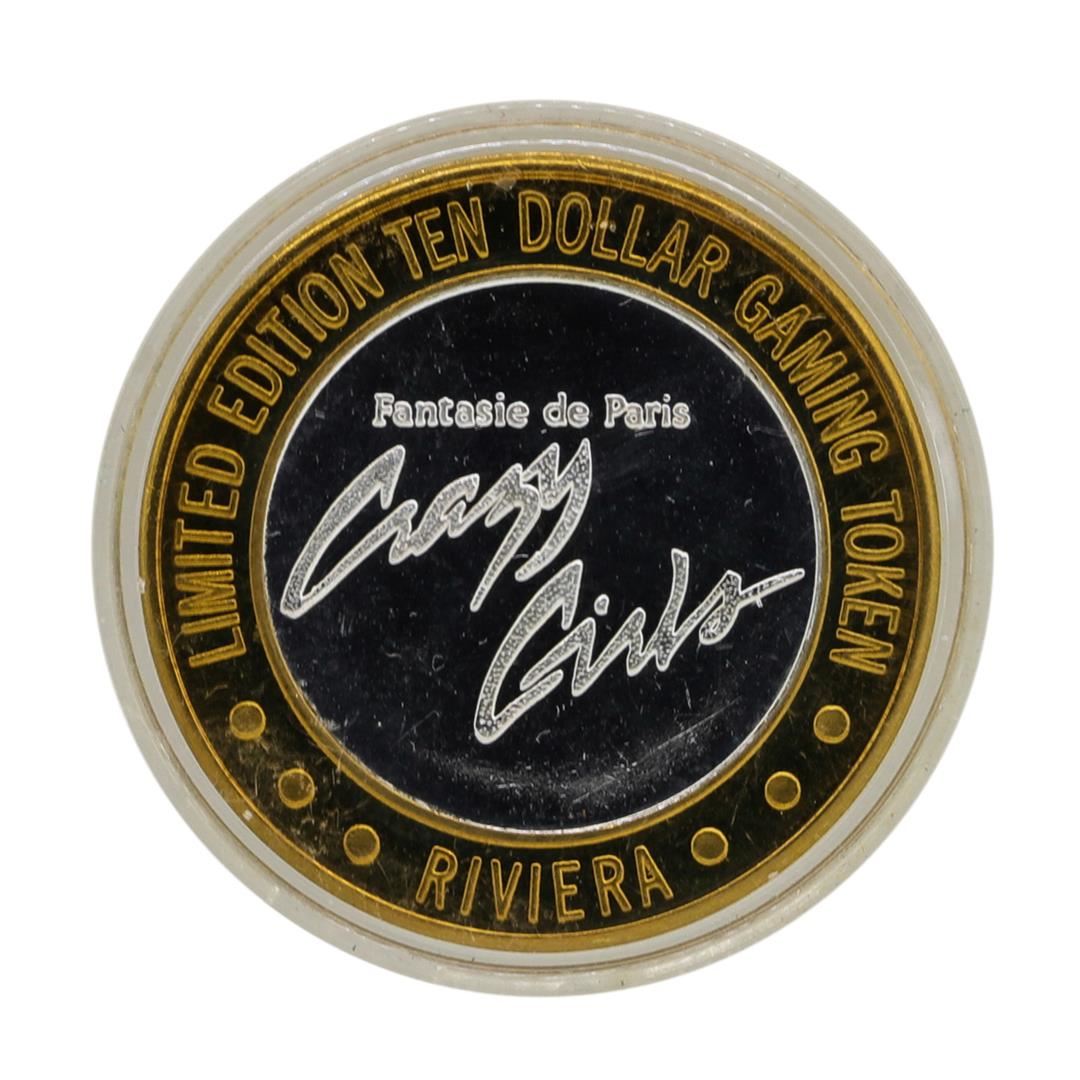 LIMITED EDITION TEN DOLLAR GAMING TOKEN
Fantasie de Paris
Crazy
Girls
RIVIERA